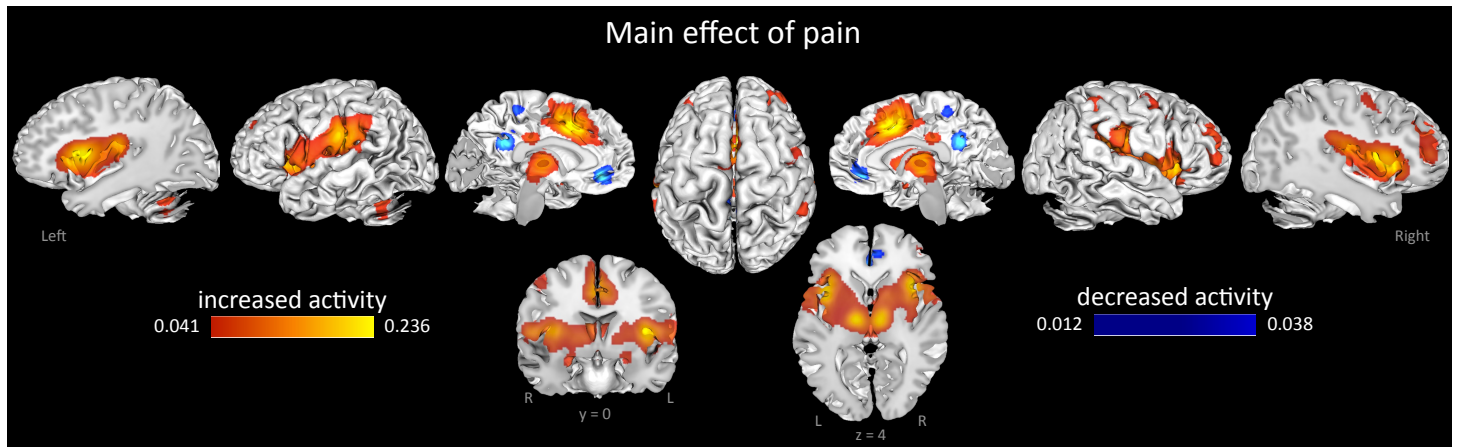 Main effect of pain
Left
Right
increased activity
0.041
0.236
decreased activity
0.012
0.038
R
L
y = 0
L
R
z = 4